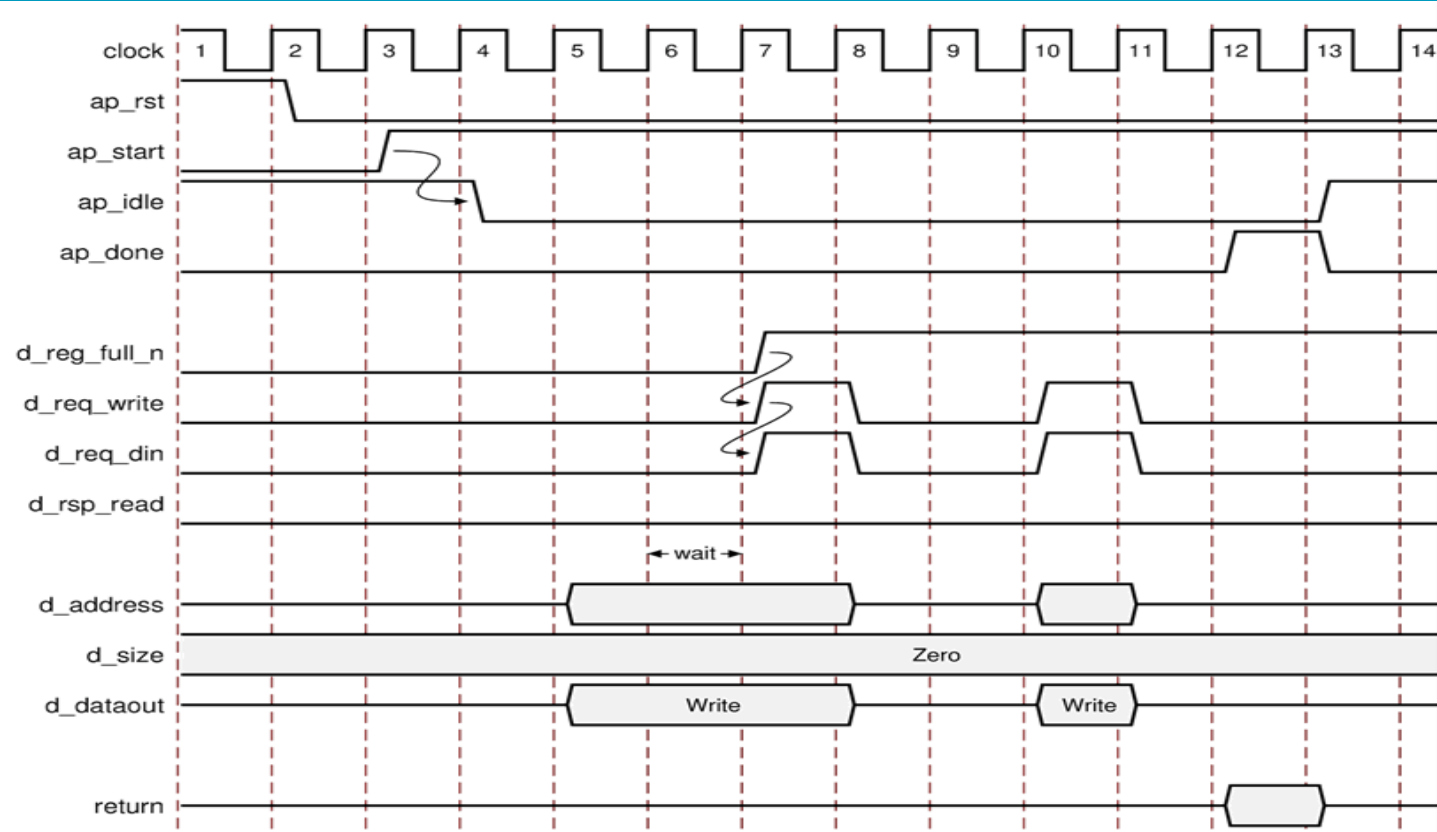 clock 1 2 3 4 5 6 7 8 9 10 11 12 13 14
ap_rst
ap_start
ap_idle
ap_done
d_reg_full_n
d_req_write
d_req_din
d_rsp_read
wait
d_address
d_size Zero
d_dataout Write Write
return